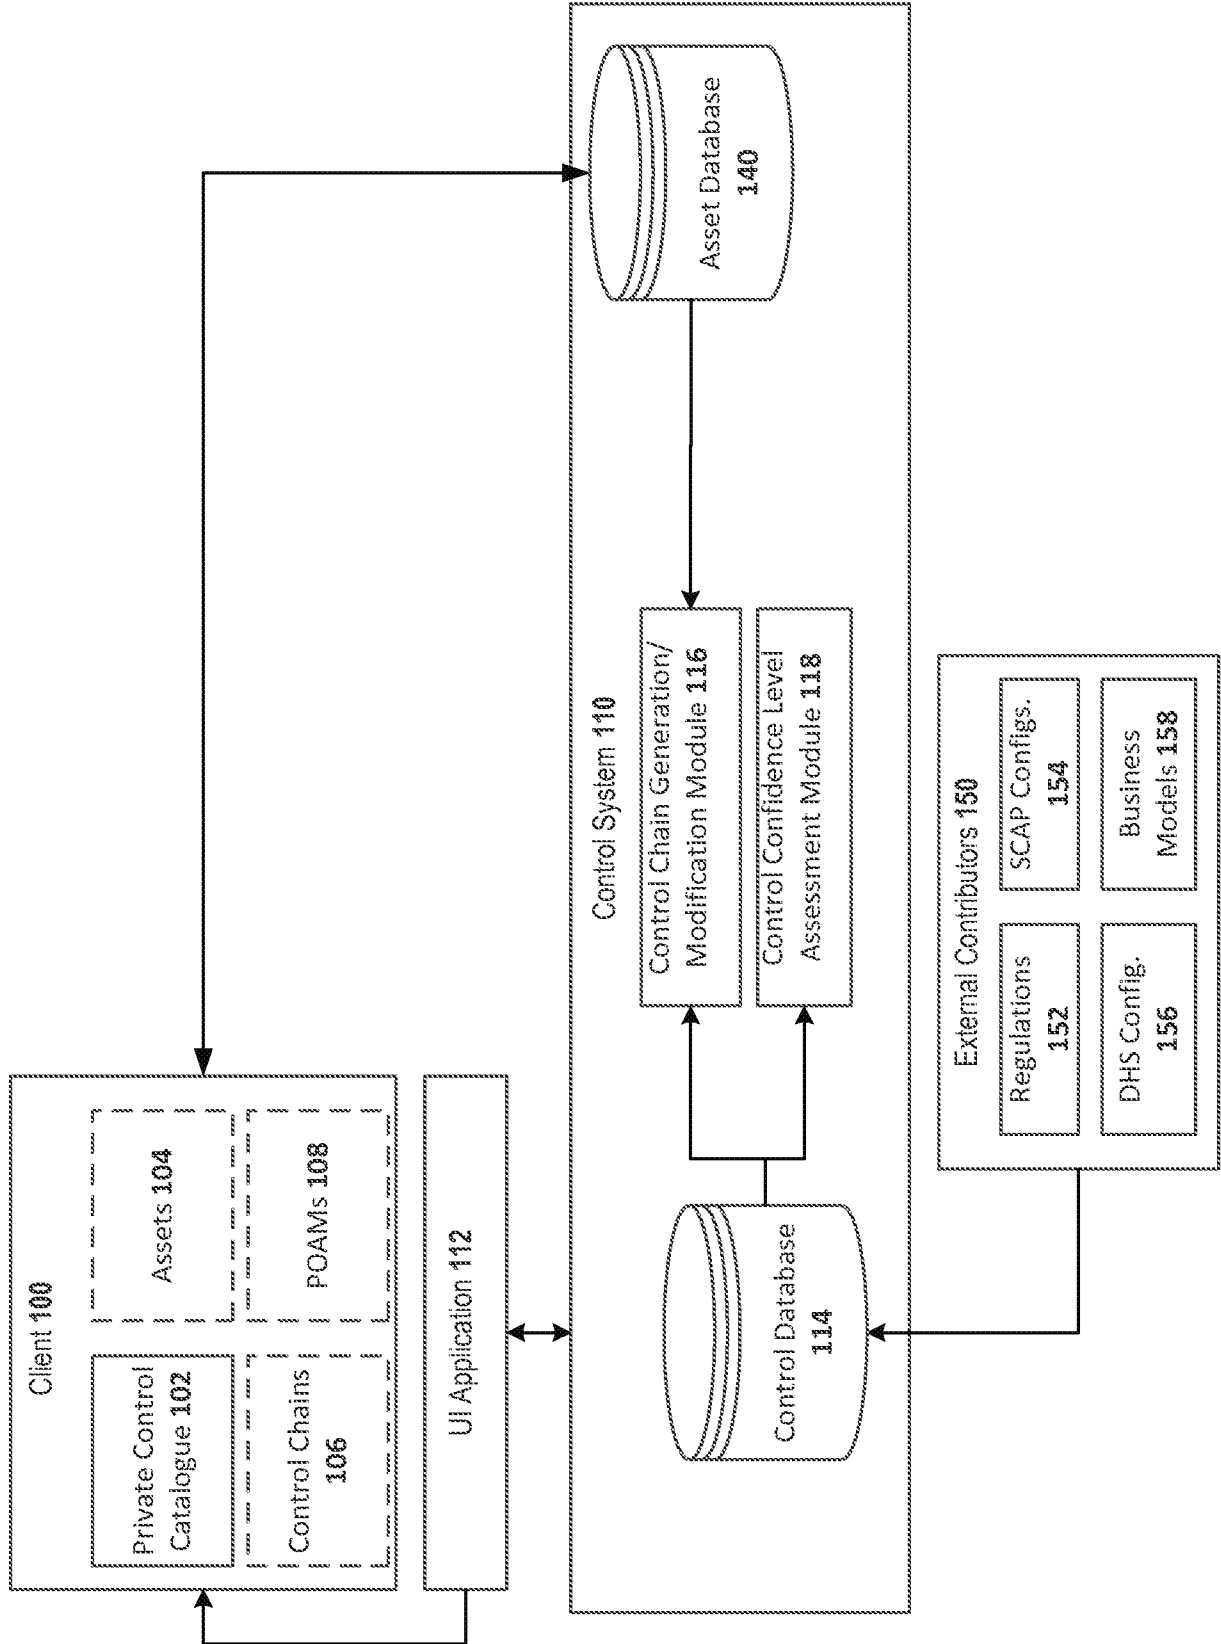 Client 100
Private Control
Catalogue 102
Assets 104
Control Chains
106
POAMs 108
UI Application 112
Control System 110
Control Database
114
Control Chain Generation/
Modification Module 116
Control Confidence Level
Assessment Module 118
Asset Database
140
External Contributors 150
Regulations
152
SCAP Configs.
154
DHS Config.
156
Business
Models 158